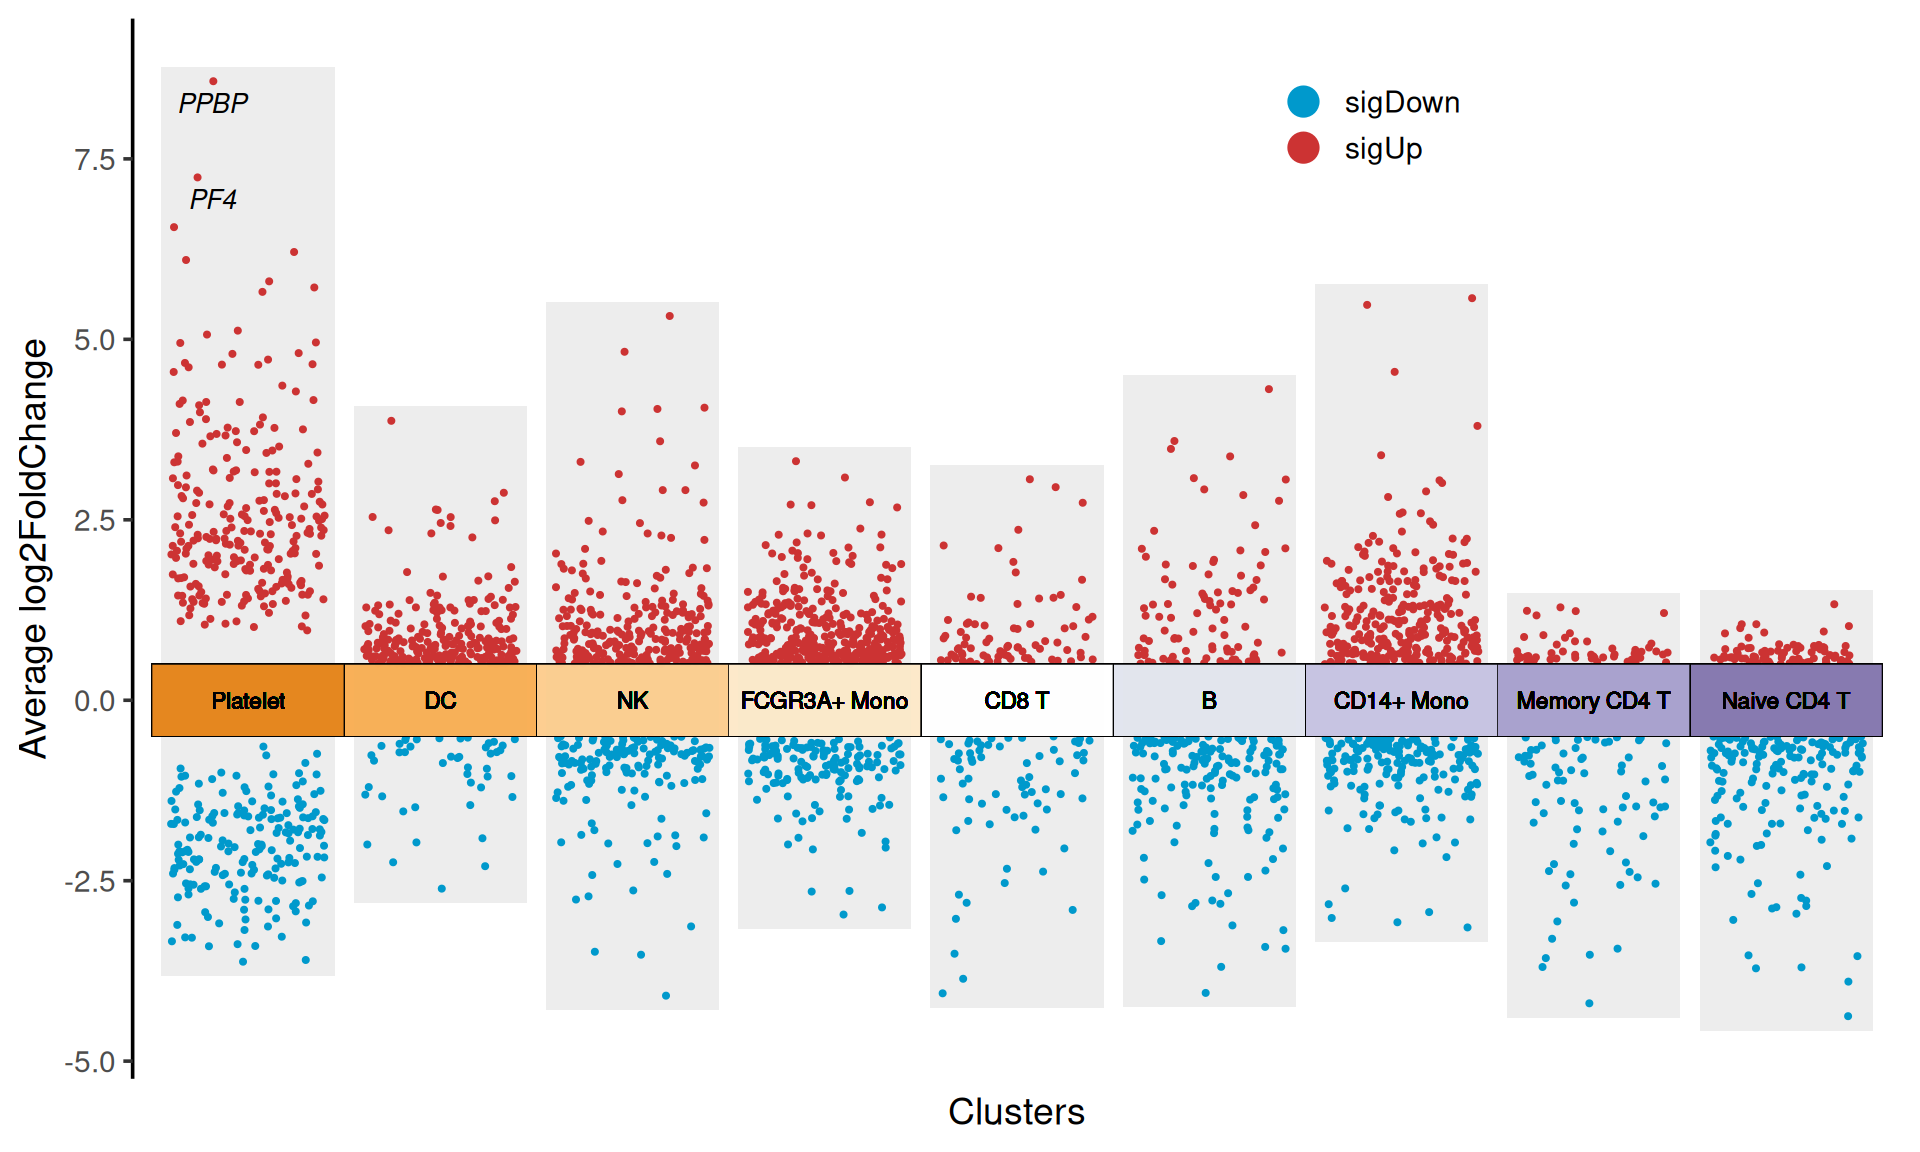 PPBP
PF4
sigDown
sigUp
7.5
5.0
2.5
0.0
-2.5
-5.0
Average log2FoldChange
Platelet
DC
NK
FCGR3A+ Mono
CD8 T
B
CD14+ Mono
Memory CD4 T
Naive CD4 T
Clusters